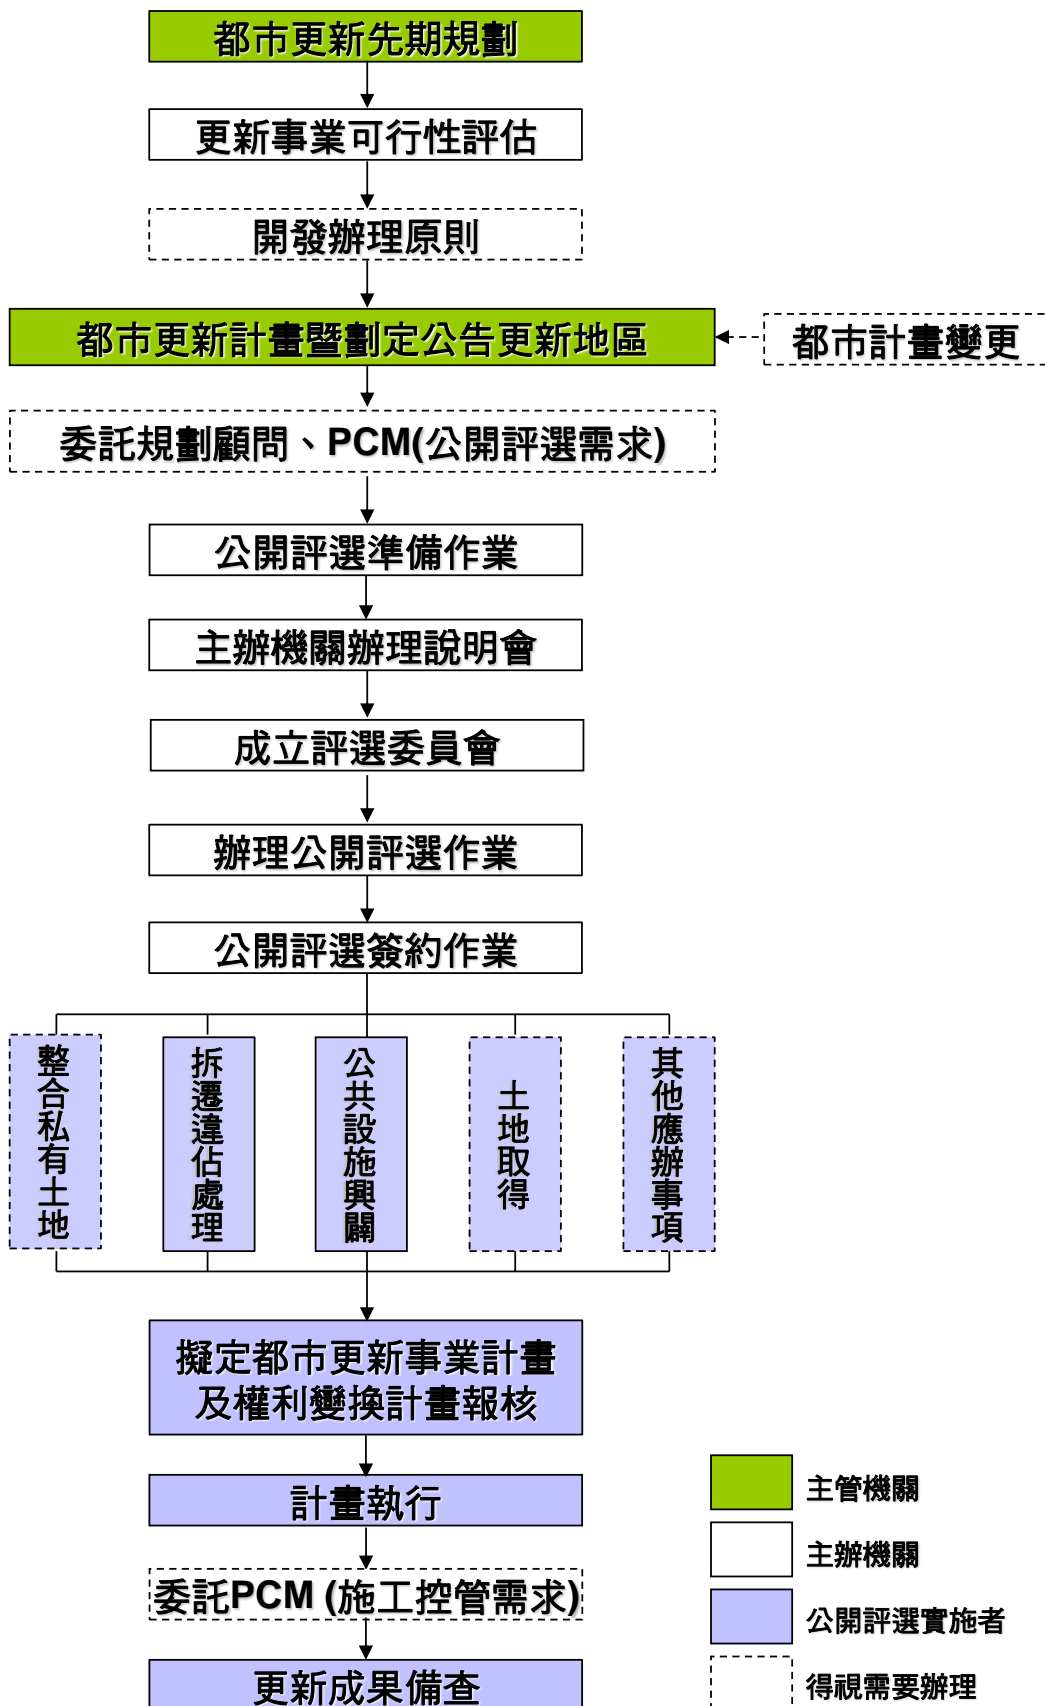 都市更新先期規劃
更新事業可行性評估
開發辦理原則
都市更新計畫暨劃定公告更新地區
都市計畫變更
委託規劃顧問、PCM(公開評選需求)
公開評選準備作業
主辦機關辦理說明會
成立評選委員會
辦理公開評選作業
公開評選簽約作業
整合私有土地
拆遷違佔處理
公共設施興闢
土地取得
其他應辦事項
擬定都市更新事業計畫
及權利變換計畫報核
計畫執行
委託PCM (施工控管需求)
更新成果備查
主管機關
主辦機關
公開評選實施者
得視需要辦理